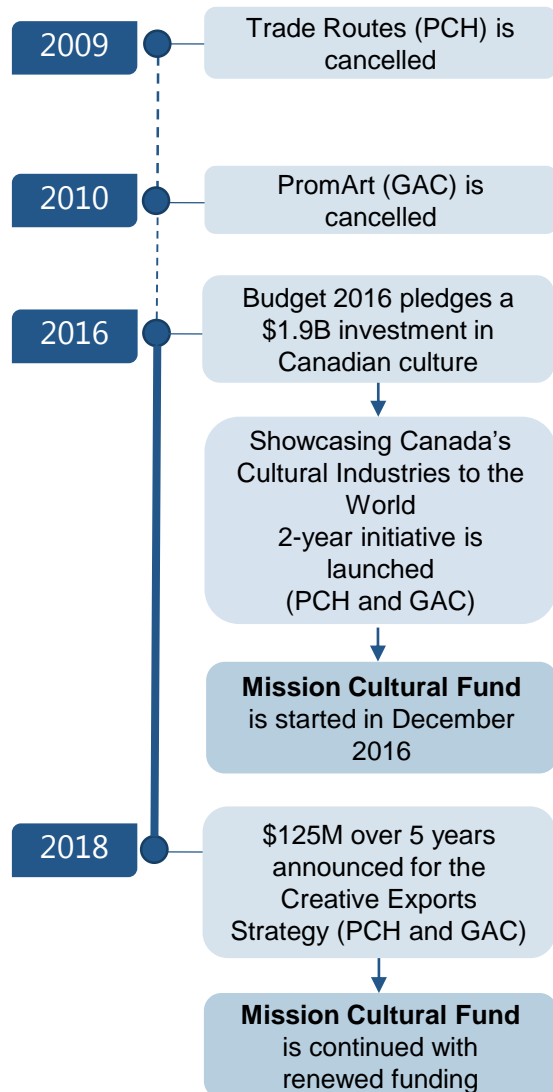 2009
Trade Routes (PCH) is
cancelled
2010
PromArt (GAC) is
cancelled
2016
Budget 2016 pledges a
$1.9B investment in
Canadian culture
Showcasing Canada’s
Cultural Industries to the
World
2-year initiative is
launched
(PCH and GAC)
Mission Cultural Fund
is started in December
2016
2018
$125M over 5 years
announced for the
Creative Exports
Strategy (PCH and GAC)
Mission Cultural Fund
is continued with
renewed funding